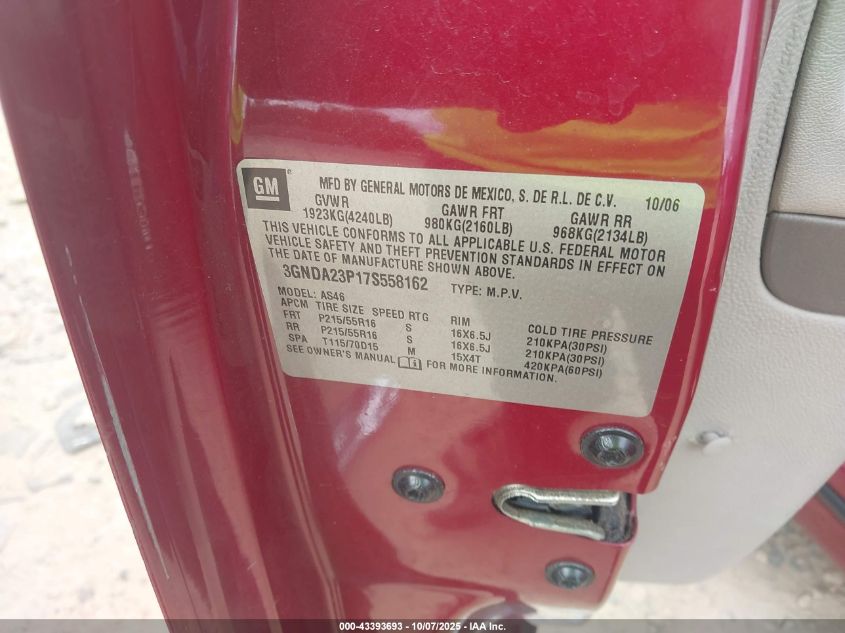 GM ® MFD BY GENERAL MOTORS DE MEXICO, S. DE R.L. DE C.V. 10/06
GVWR GAWR FRT GAWR RR
1923KG(4240LB) 980KG(2160LB) 968KG(2134LB)
THIS VEHICLE CONFORMS TO ALL APPLICABLE U.S. FEDERAL MOTOR
VEHICLE SAFETY AND THEFT PREVENTION STANDARDS IN EFFECT ON
THE DATE OF MANUFACTURE SHOWN ABOVE.
3GNDA23P17S558162 TYPE: M.P.V.
MODEL: AS46
APCM TIRE SIZE SPEED RTG RIM COLD TIRE PRESSURE
FRT P215/55R16 S 16X6.5J 210KPA(30PSI)
RR P215/55R16 S 16X6.5J 210KPA(30PSI)
SPA T115/70D15 M 15X4T 420KPA(60PSI)
SEE OWNER'S MANUAL FOR MORE INFORMATION.
000-43393693 - 10/07/2025 - IAA Inc.